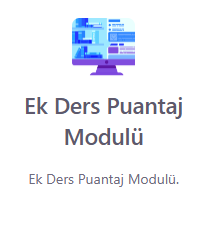 Ek Ders Puantaj
Modulü
Ek Ders Puantaj Modulü.